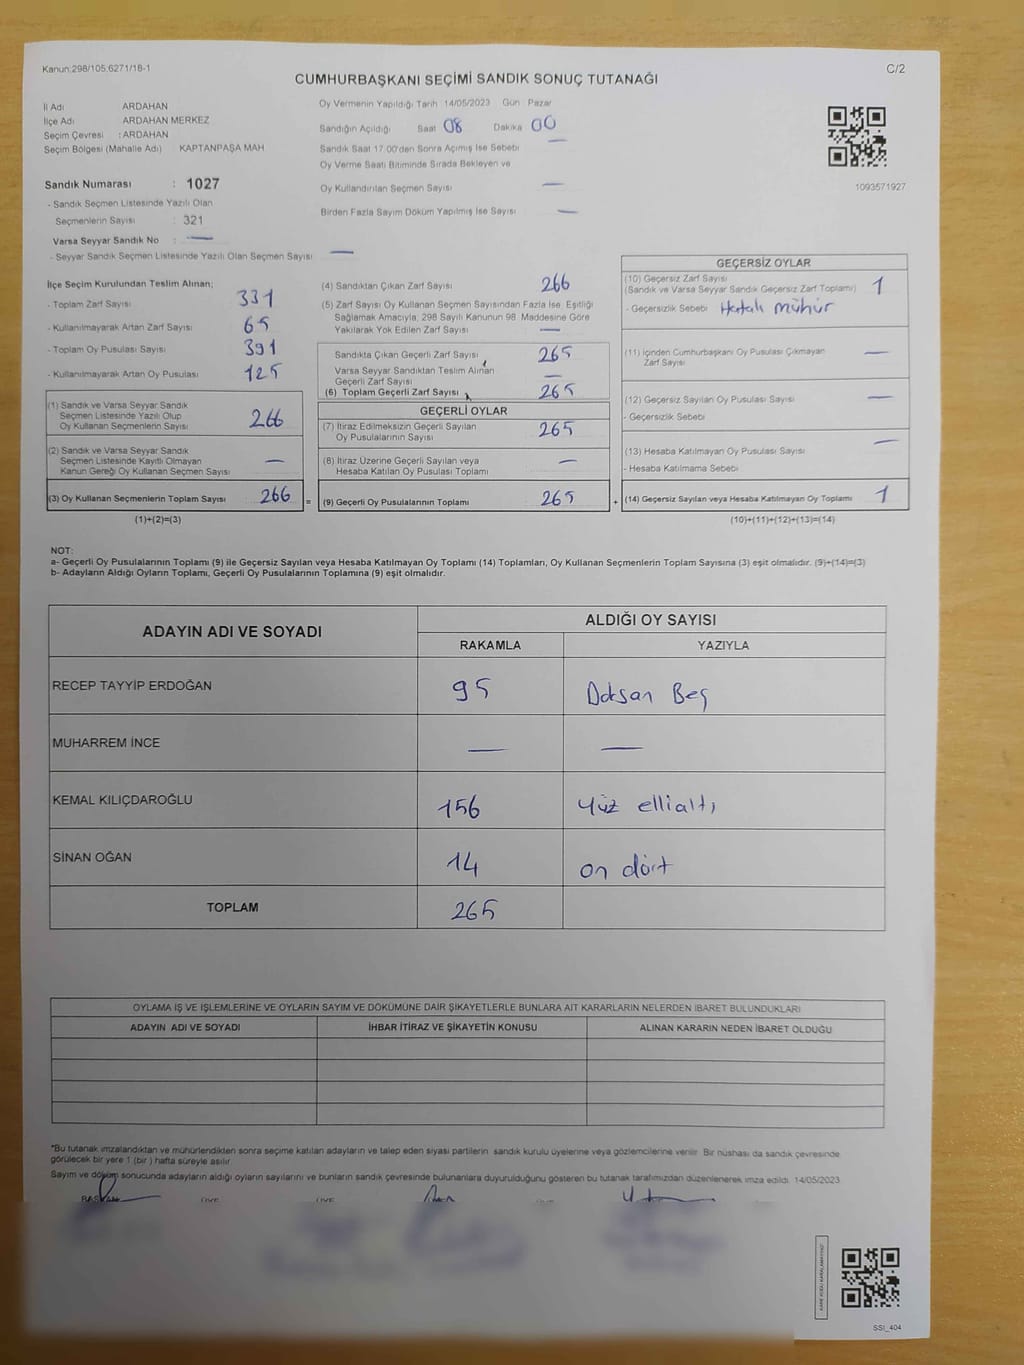 Kanun:298/105,6271/18-1
C/2
CUMHURBAŞKANI SEÇİMİ SANDIK SONUÇ TUTANAĞI
İl Adı ARDAHAN
İlçe Adı ARDAHAN MERKEZ
Seçim Çevresi : ARDAHAN
Seçim Bölgesi (Mahalle Adı) KAPTANPAŞA MAH
Sandık Numarası : 1027
- Sandık Seçmen Listesinde Yazılı Olan
Seçmenlerin Sayısı : 321
Varsa Seyyar Sandık No : —
- Seyyar Sandık Seçmen Listesinde Yazılı Olan Seçmen Sayısı —
Oy Vermenin Yapıldığı Tarih 14/05/2023 Gün Pazar
Sandığın Açıldığı Saat 08 Dakika 00
Sandık Saat 17.00'den Sonra Açımış İse Sebebi —
Oy Verme Saati Bitiminde Sırada Bekleyen ve
Oy Kullandırılan Seçmen Sayısı —
Birden Fazla Sayım Döküm Yapılmış İse Sayısı —
1093571927
İlçe Seçim Kurulundan Teslim Alınan;
- Toplam Zarf Sayısı 331
- Kullanılmayarak Artan Zarf Sayısı 65
- Toplam Oy Pusulası Sayısı 391
- Kullanılmayarak Artan Oy Pusulası 125
(1) Sandık ve Varsa Seyyar Sandık
Seçmen Listesinde Yazılı Olup
Oy Kullanan Seçmenlerin Sayısı 266
(2) Sandık ve Varsa Seyyar Sandık
Seçmen Listesinde Kayıtlı Olmayan
Kanun Gereği Oy Kullanan Seçmen Sayısı —
(3) Oy Kullanan Seçmenlerin Toplam Sayısı 266 =
(1)+(2)=(3)
(4) Sandıktan Çıkan Zarf Sayısı 266
(5) Zarf Sayısı Oy Kullanan Seçmen Sayısından Fazla İse, Eşitliği
Sağlamak Amacıyla, 298 Sayılı Kanunun 98. Maddesine Göre
Yakılarak Yok Edilen Zarf Sayısı —
Sandıkta Çıkan Geçerli Zarf Sayısı 265
Varsa Seyyar Sandıktan Teslim Alınan
Geçerli Zarf Sayısı —
(6) Toplam Geçerli Zarf Sayısı 265
GEÇERLİ OYLAR
(7) İtiraz Edilmeksizin Geçerli Sayılan
Oy Pusulalarının Sayısı 265
(8) İtiraz Üzerine Geçerli Sayılan veya
Hesaba Katılan Oy Pusulası Toplamı —
(9) Geçerli Oy Pusulalarının Toplamı 265 +
GEÇERSİZ OYLAR
(10) Geçersiz Zarf Sayısı
(Sandık ve Varsa Seyyar Sandık Geçersiz Zarf Toplamı) 1
- Geçersizlik Sebebi Hatalı mühür
(11) İçinden Cumhurbaşkanı Oy Pusulası Çıkmayan
Zarf Sayısı —
(12) Geçersiz Sayılan Oy Pusulası Sayısı —
- Geçersizlik Sebebi
(13) Hesaba Katılmayan Oy Pusulası Sayısı —
- Hesaba Katılmama Sebebi
(14) Geçersiz Sayılan veya Hesaba Katılmayan Oy Toplamı 1
(10)+(11)+(12)+(13)=(14)
NOT:
a- Geçerli Oy Pusulalarının Toplamı (9) ile Geçersiz Sayılan veya Hesaba Katılmayan Oy Toplamı (14) Toplamları, Oy Kullanan Seçmenlerin Toplam Sayısına (3) eşit olmalıdır. (9)+(14)=(3)
b- Adayların Aldığı Oyların Toplamı, Geçerli Oy Pusulalarının Toplamına (9) eşit olmalıdır.
ADAYIN ADI VE SOYADI ALDIĞI OY SAYISI
RAKAMLA YAZIYLA
RECEP TAYYİP ERDOĞAN 95 Doksan Beş
MUHARREM İNCE — —
KEMAL KILIÇDAROĞLU 156 yüz ellialtı
SİNAN OĞAN 14 on dört
TOPLAM 265
OYLAMA İŞ VE İŞLEMLERİNE VE OYLARIN SAYIM VE DÖKÜMÜNE DAİR ŞİKAYETLERLE BUNLARA AİT KARARLARIN NELERDEN İBARET BULUNDUKLARI
ADAYIN ADI VE SOYADI İHBAR İTİRAZ VE ŞİKAYETİN KONUSU ALINAN KARARIN NEDEN İBARET OLDUĞU
*Bu tutanak imzalandıktan ve mühürlendikten sonra seçime katılan adayların ve talep eden siyasi partilerin sandık kurulu üyelerine veya gözlemcilerine verilir. Bir nüshası da sandık çevresinde
görülecek bir yere 1 (bir) hafta süreyle asılır.
Sayım ve döküm sonucunda adayların aldığı oyların sayılarını ve bunların sandık çevresinde bulunanlara duyurulduğunu gösteren bu tutanak tarafımızdan düzenlenerek imza edildi. 14/05/2023
BAŞKAN ÜYE ÜYE
SSI_404